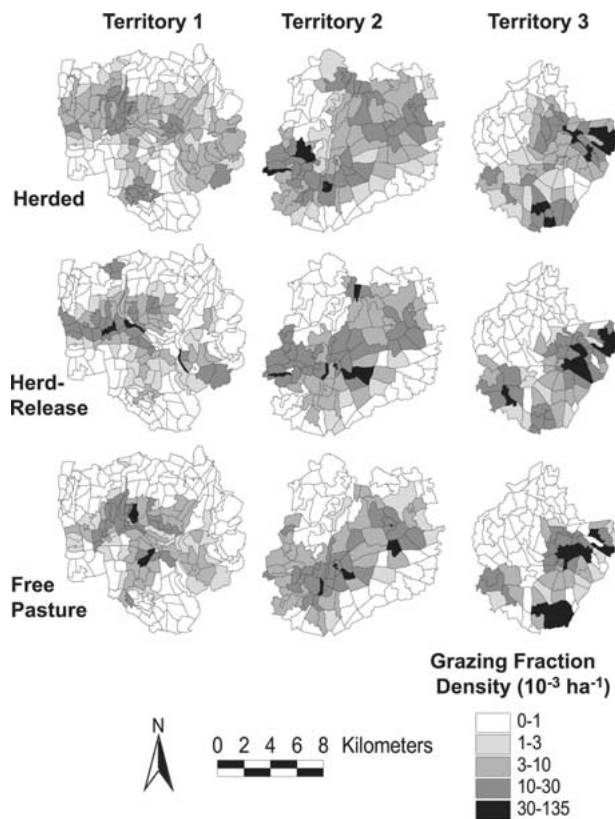 Territory 1
Territory 2
Territory 3
Herded
Herd-
Release
Free
Pasture
Grazing Fraction
Density (10⁻³ ha⁻¹)
0-1
1-3
3-10
10-30
30-135
N
0 2 4 6 8 Kilometers